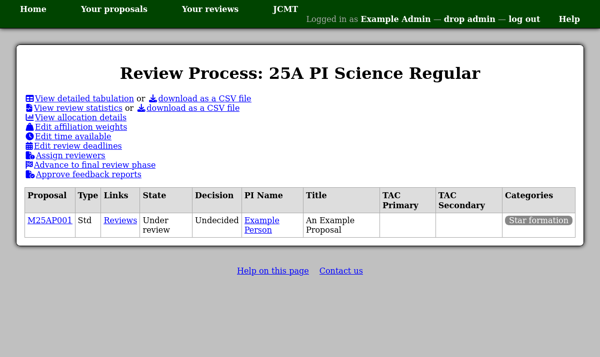 Home Your proposals Your reviews JCMT
Logged in as Example Admin — drop admin — log out Help
Review Process: 25A PI Science Regular
View detailed tabulation or download as a CSV file
View review statistics or download as a CSV file
View allocation details
Edit affiliation weights
Edit time available
Edit review deadlines
Assign reviewers
Advance to final review phase
Approve feedback reports
Proposal Type Links State Decision PI Name Title TAC Primary TAC Secondary Categories
M25AP001 Std Reviews Under review Undecided Example Person An Example Proposal Star formation
Help on this page Contact us